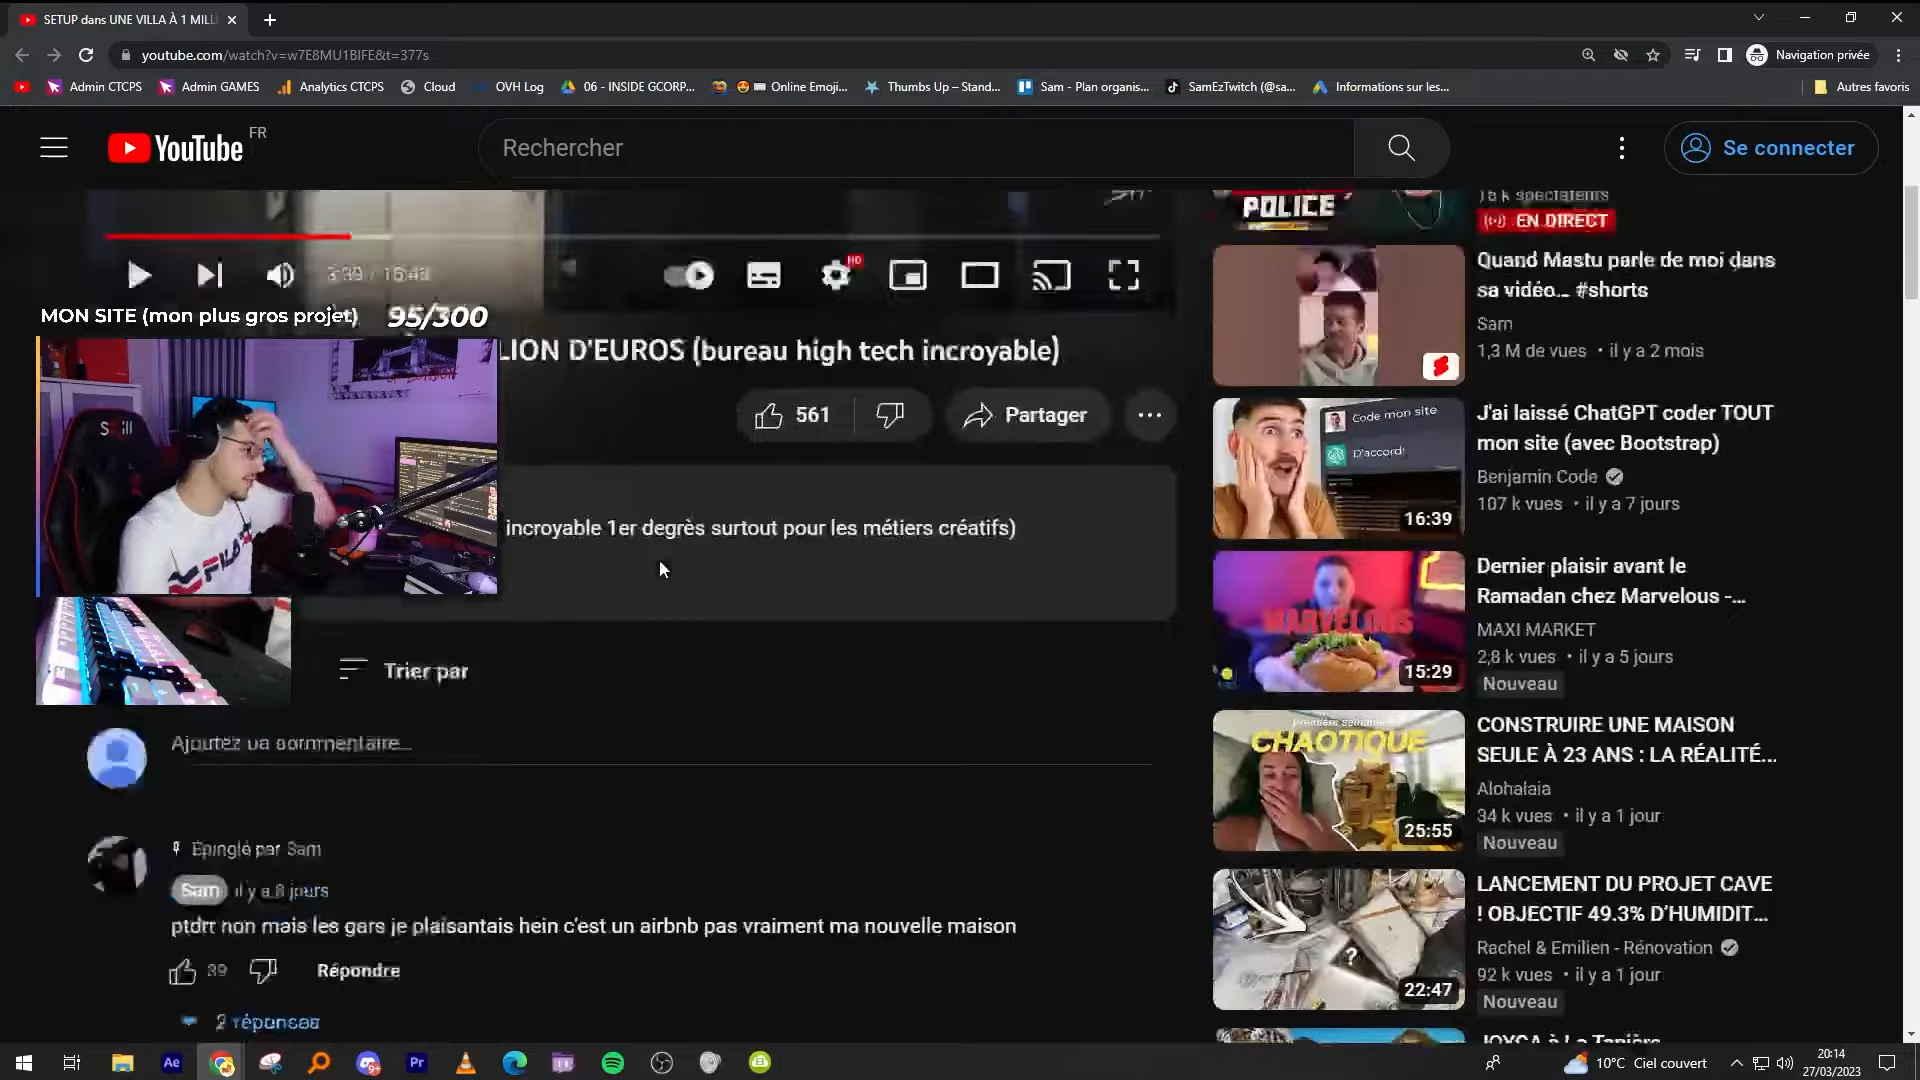 SETUP dans UNE VILLA À 1 MILL
youtube.com/watch?v=w7E8MU1BIFE&t=377s
Navigation privée
Admin CTCPS
Admin GAMES
Analytics CTCPS
Cloud
OVH Log
06 - INSIDE GCORP...
Online Emoji...
Thumbs Up – Stand...
Sam - Plan organis...
SamEzTwitch (@sa...
Informations sur les...
Autres favoris
YouTube
FR
Rechercher
Se connecter
3:39 / 15:43
HD
MON SITE (mon plus gros projet) 95/300
LION D'EUROS (bureau high tech incroyable)
561
Partager
incroyable 1er degrès surtout pour les métiers créatifs)
Trier par
Ajoutez un commentaire...
Épinglé par Sam
Sam il y a 8 jours
ptdrr non mais les gars je plaisantais hein c'est un airbnb pas vraiment ma nouvelle maison
39
Répondre
2 réponses
POLICE
EN DIRECT
Quand Mastu parle de moi dans
sa vidéo... #shorts
Sam
1,3 M de vues • il y a 2 mois
Code mon site
D'accord!
16:39
J'ai laissé ChatGPT coder TOUT
mon site (avec Bootstrap)
Benjamin Code
107 k vues • il y a 7 jours
MARVELOUS
15:29
Dernier plaisir avant le
Ramadan chez Marvelous -...
MAXI MARKET
2,8 k vues • il y a 5 jours
Nouveau
première semaine
CHAOTIQUE
25:55
CONSTRUIRE UNE MAISON
SEULE À 23 ANS : LA RÉALITÉ...
Alohalaia
34 k vues • il y a 1 jour
Nouveau
?
22:47
LANCEMENT DU PROJET CAVE
! OBJECTIF 49.3% D'HUMIDIT...
Rachel & Emilien - Rénovation
92 k vues • il y a 1 jour
Nouveau
JOYCA à La Tanière
Ae
9+
Pr
10°C Ciel couvert
20:14
27/03/2023